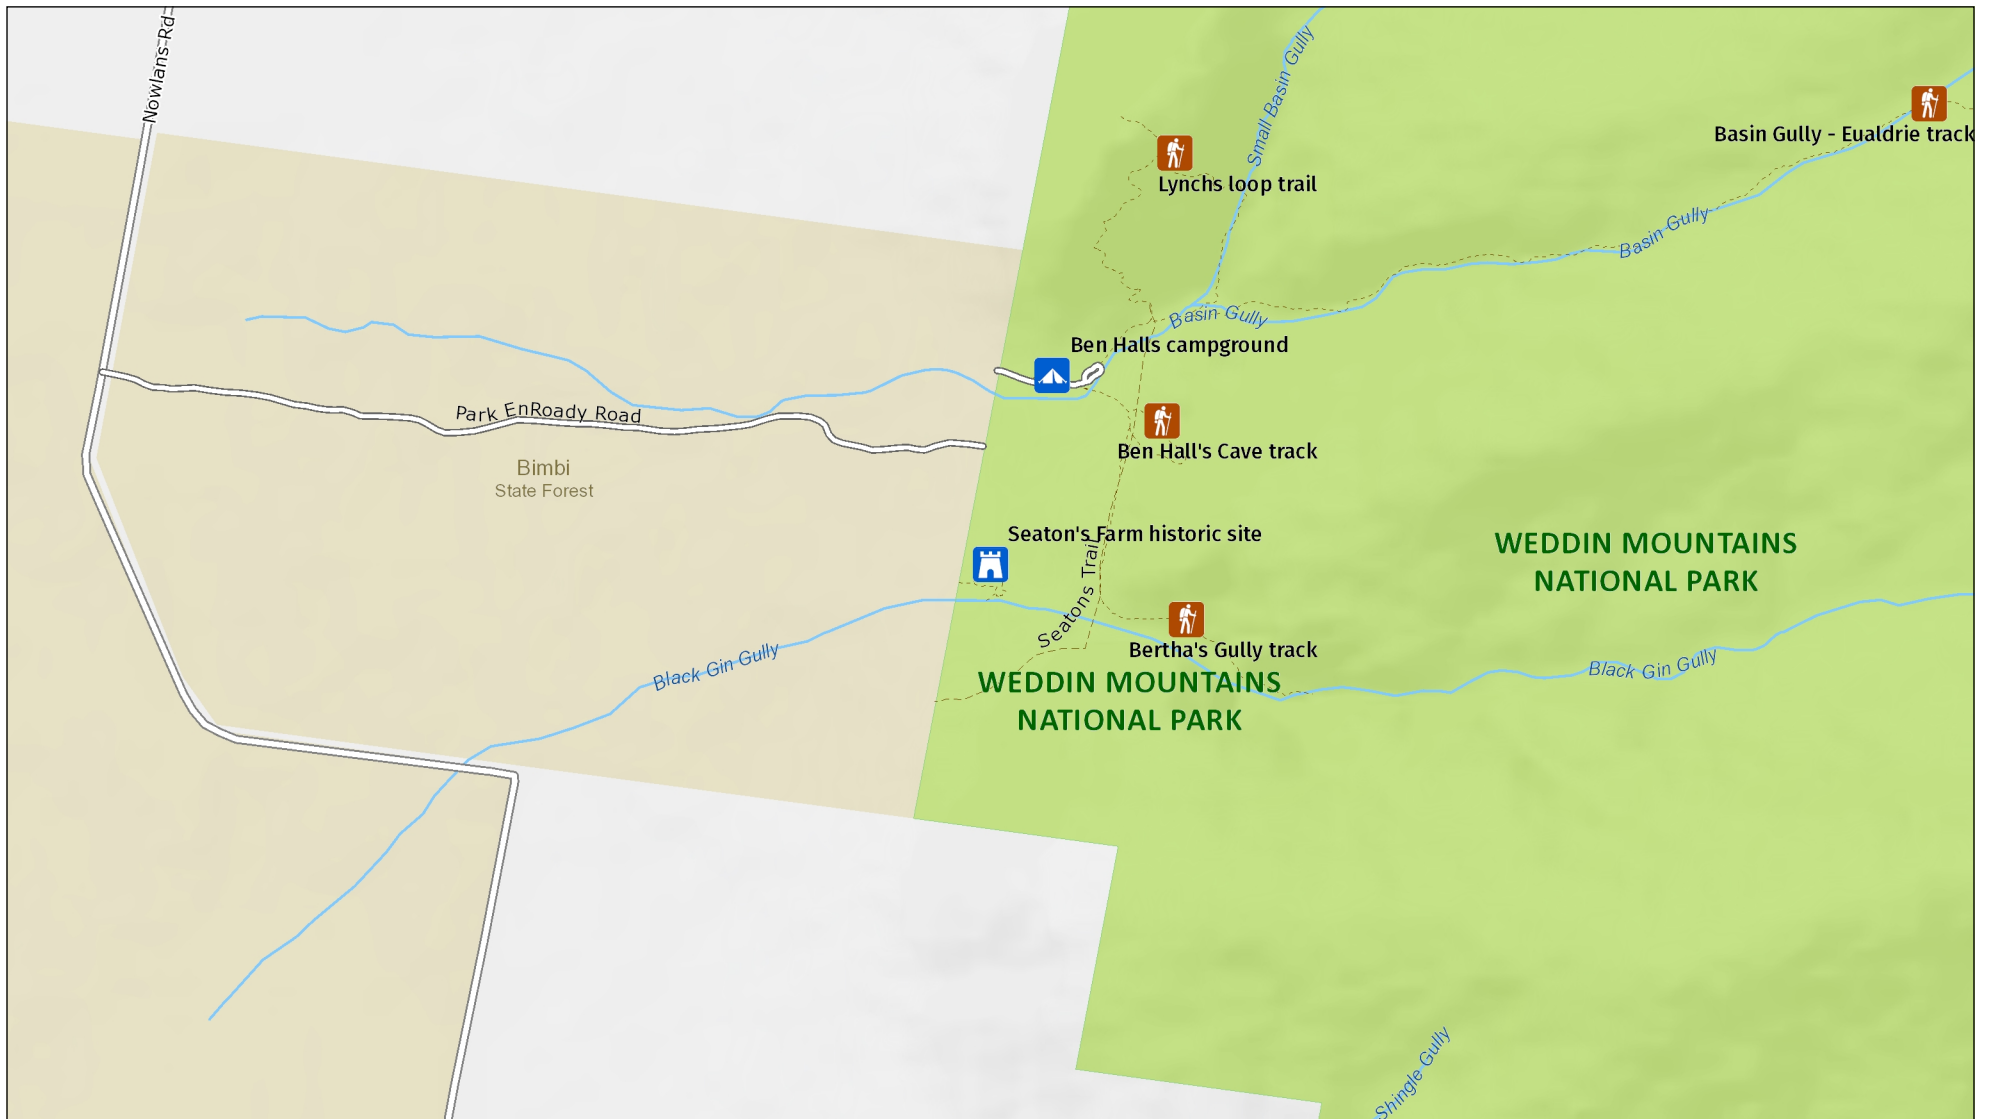 Nowlans Rd
Small Basin Gully
Basin Gully - Eualdrie track
Lynchs loop trail
Basin Gully
Basin Gully
Ben Halls campground
Park EnRoady Road
Ben Hall's Cave track
Bimbi
State Forest
Seaton's Farm historic site
WEDDIN MOUNTAINS
NATIONAL PARK
Seatons Trail
Bertha's Gully track
Black Gin Gully
Black Gin Gully
WEDDIN MOUNTAINS
NATIONAL PARK
Shingle Gully